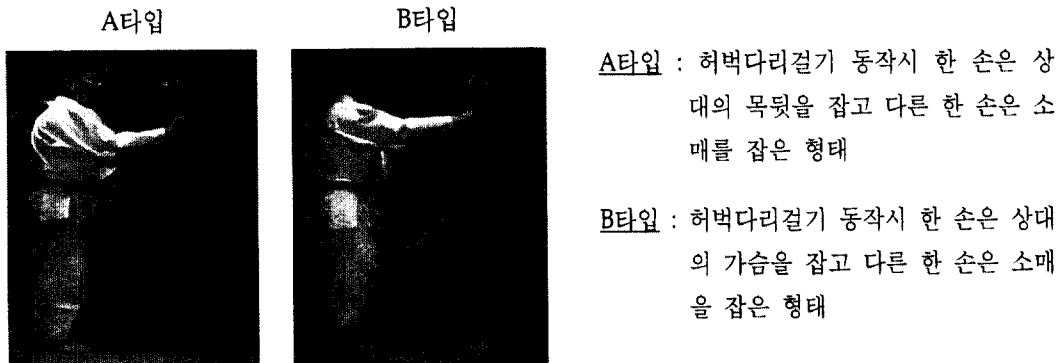 A타입
B타입
A타입 : 허벅다리걸기 동작시 한 손은 상
대의 목뒷을 잡고 다른 한 손은 소
매를 잡은 형태
B타입 : 허벅다리걸기 동작시 한 손은 상대
의 가슴을 잡고 다른 한 손은 소매
을 잡은 형태